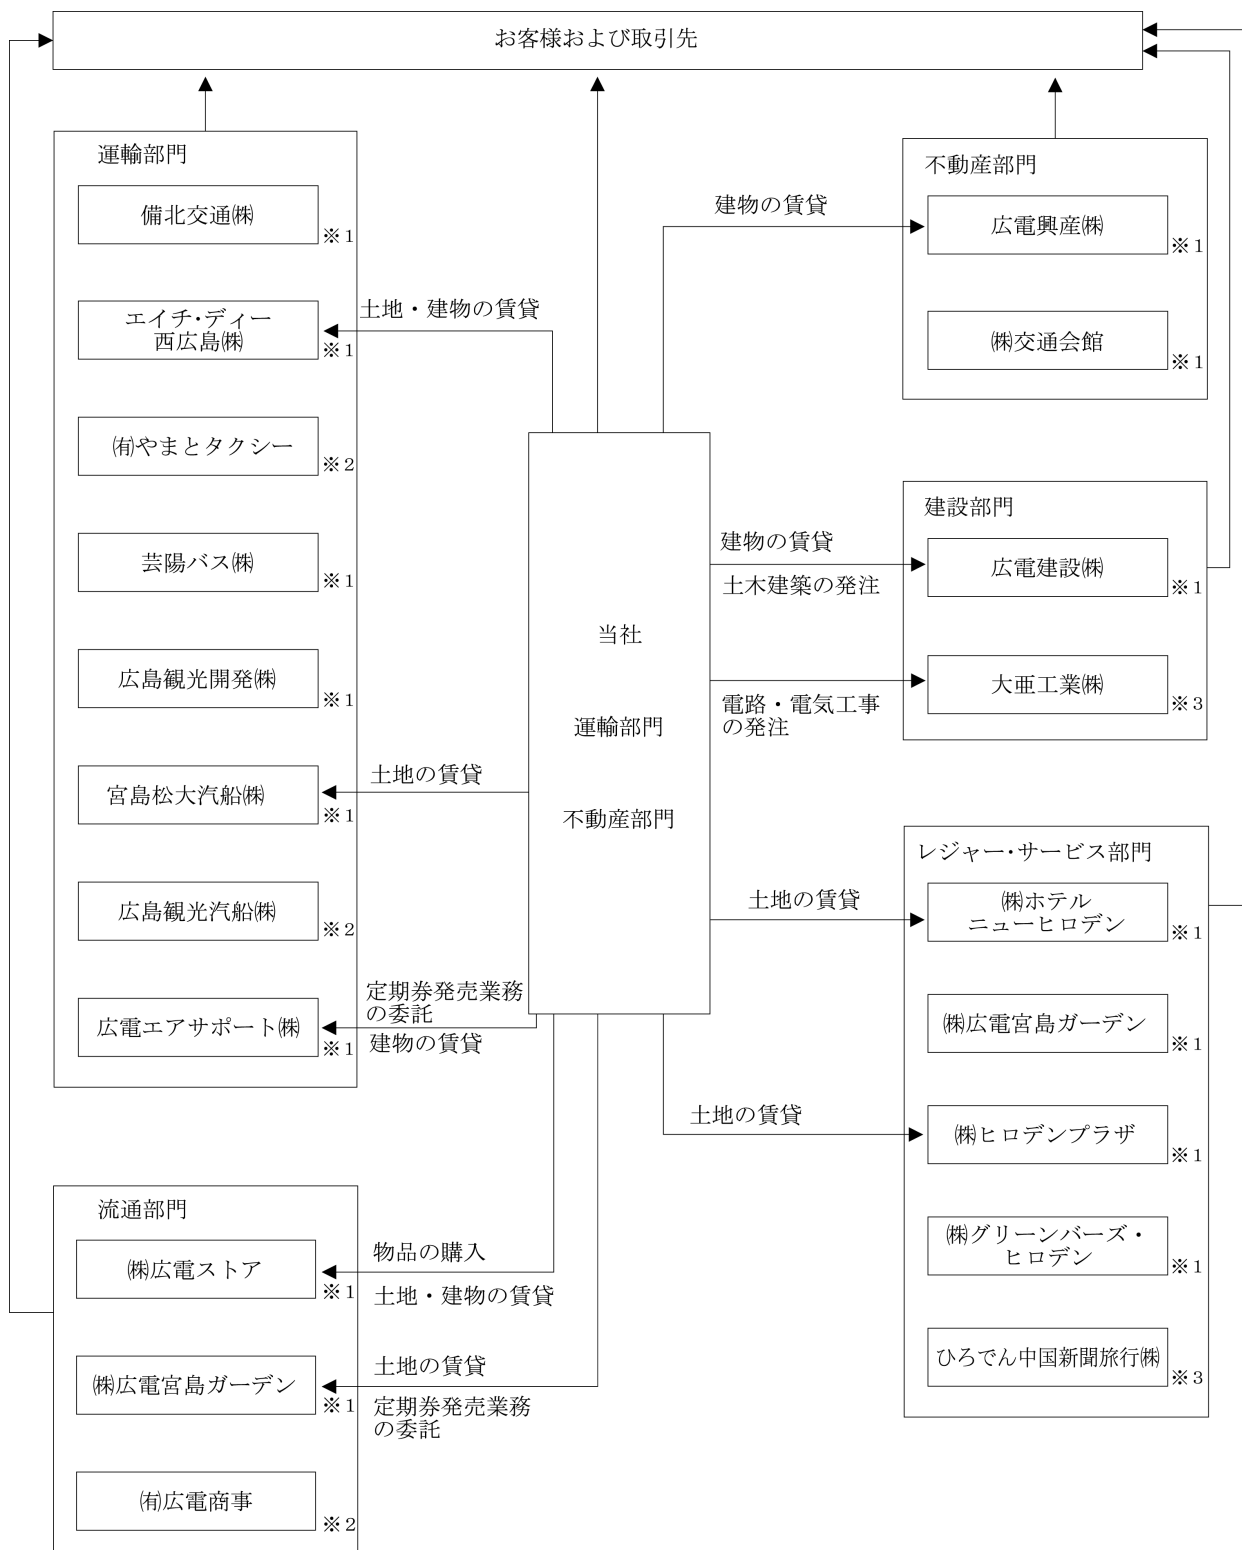 お客様および取引先
運輸部門
備北交通㈱
※1
エイチ・ディー
西広島㈱
※1
㈲やまとタクシー
※2
芸陽バス㈱
※1
広島観光開発㈱
※1
宮島松大汽船㈱
※1
広島観光汽船㈱
※2
広電エアサポート㈱
※1
流通部門
㈱広電ストア
※1
㈱広電宮島ガーデン
※1
㈲広電商事
※2
土地・建物の賃貸
土地の賃貸
定期券発売業務
の委託
建物の賃貸
物品の購入
土地・建物の賃貸
土地の賃貸
定期券発売業務
の委託
当社
運輸部門
不動産部門
建物の賃貸
建物の賃貸
土木建築の発注
電路・電気工事
の発注
土地の賃貸
土地の賃貸
不動産部門
広電興産㈱
※1
㈱交通会館
※1
建設部門
広電建設㈱
※1
大亜工業㈱
※3
レジャー・サービス部門
㈱ホテル
ニューヒロデン
※1
㈱広電宮島ガーデン
※1
㈱ヒロデンプラザ
※1
㈱グリーンバーズ・
ヒロデン
※1
ひろでん中国新聞旅行㈱
※3